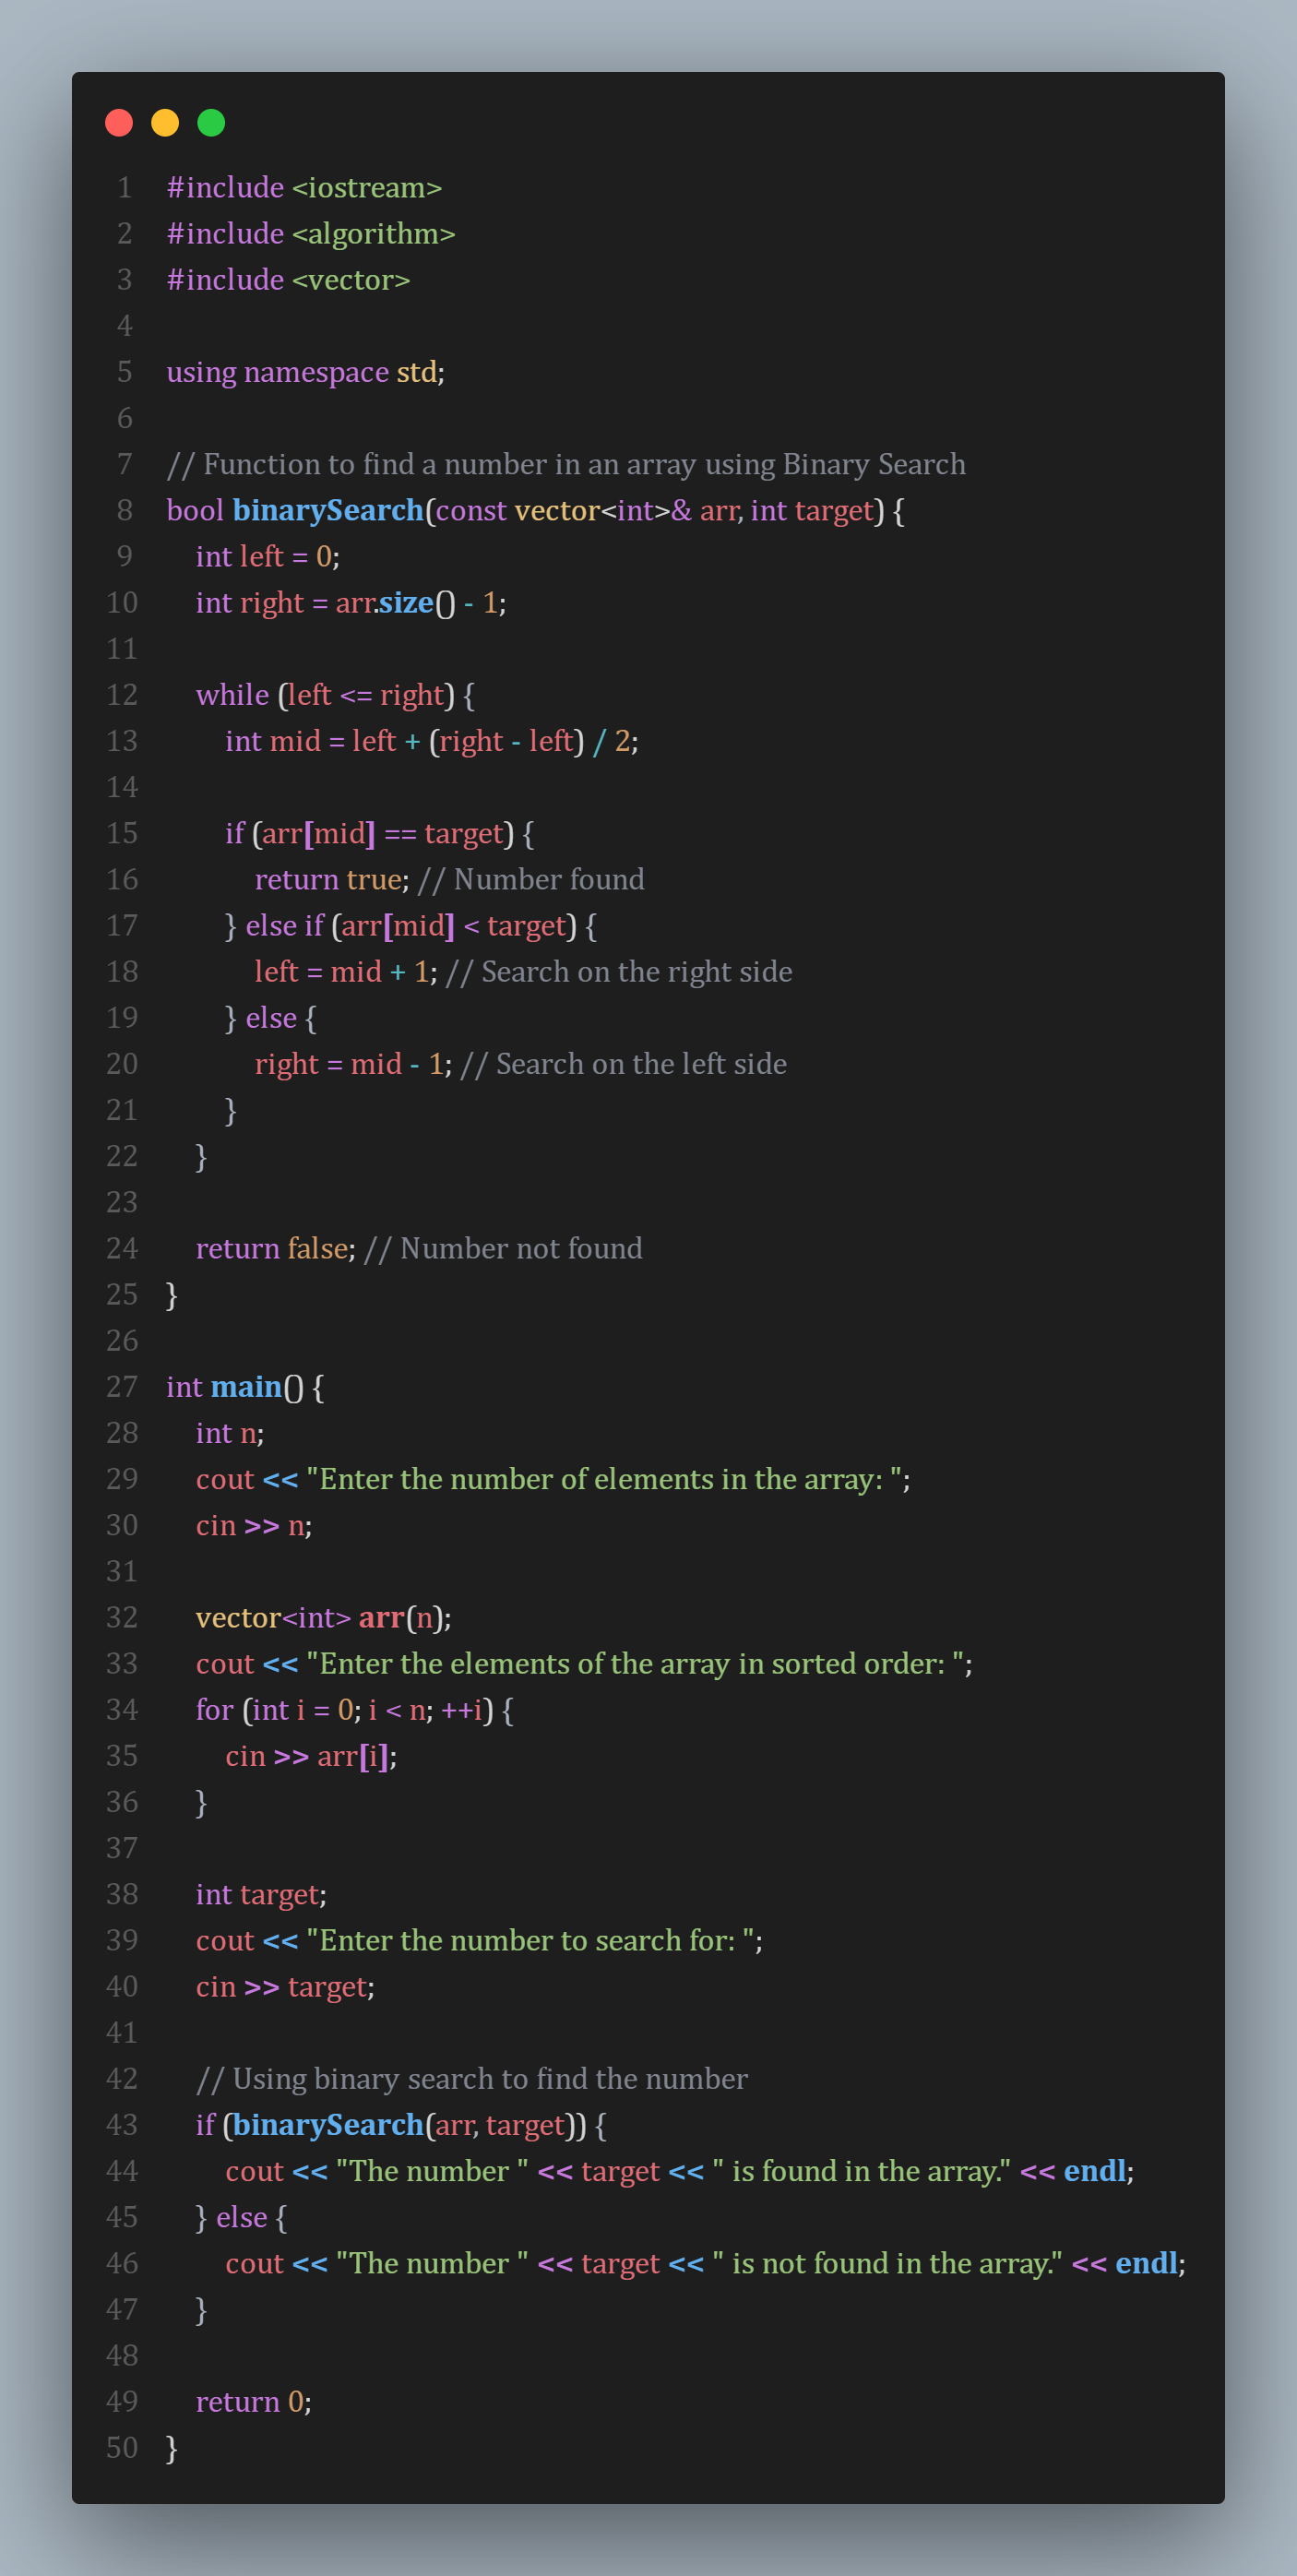 1 #include <iostream>
2 #include <algorithm>
3 #include <vector>
4
5 using namespace std;
6
7 // Function to find a number in an array using Binary Search
8 bool binarySearch(const vector<int>& arr, int target) {
9     int left = 0;
10     int right = arr.size() - 1;
11
12     while (left <= right) {
13         int mid = left + (right - left) / 2;
14
15         if (arr[mid] == target) {
16             return true; // Number found
17         } else if (arr[mid] < target) {
18             left = mid + 1; // Search on the right side
19         } else {
20             right = mid - 1; // Search on the left side
21         }
22     }
23
24     return false; // Number not found
25 }
26
27 int main() {
28     int n;
29     cout << "Enter the number of elements in the array: ";
30     cin >> n;
31
32     vector<int> arr(n);
33     cout << "Enter the elements of the array in sorted order: ";
34     for (int i = 0; i < n; ++i) {
35         cin >> arr[i];
36     }
37
38     int target;
39     cout << "Enter the number to search for: ";
40     cin >> target;
41
42     // Using binary search to find the number
43     if (binarySearch(arr, target)) {
44         cout << "The number " << target << " is found in the array." << endl;
45     } else {
46         cout << "The number " << target << " is not found in the array." << endl;
47     }
48
49     return 0;
50 }